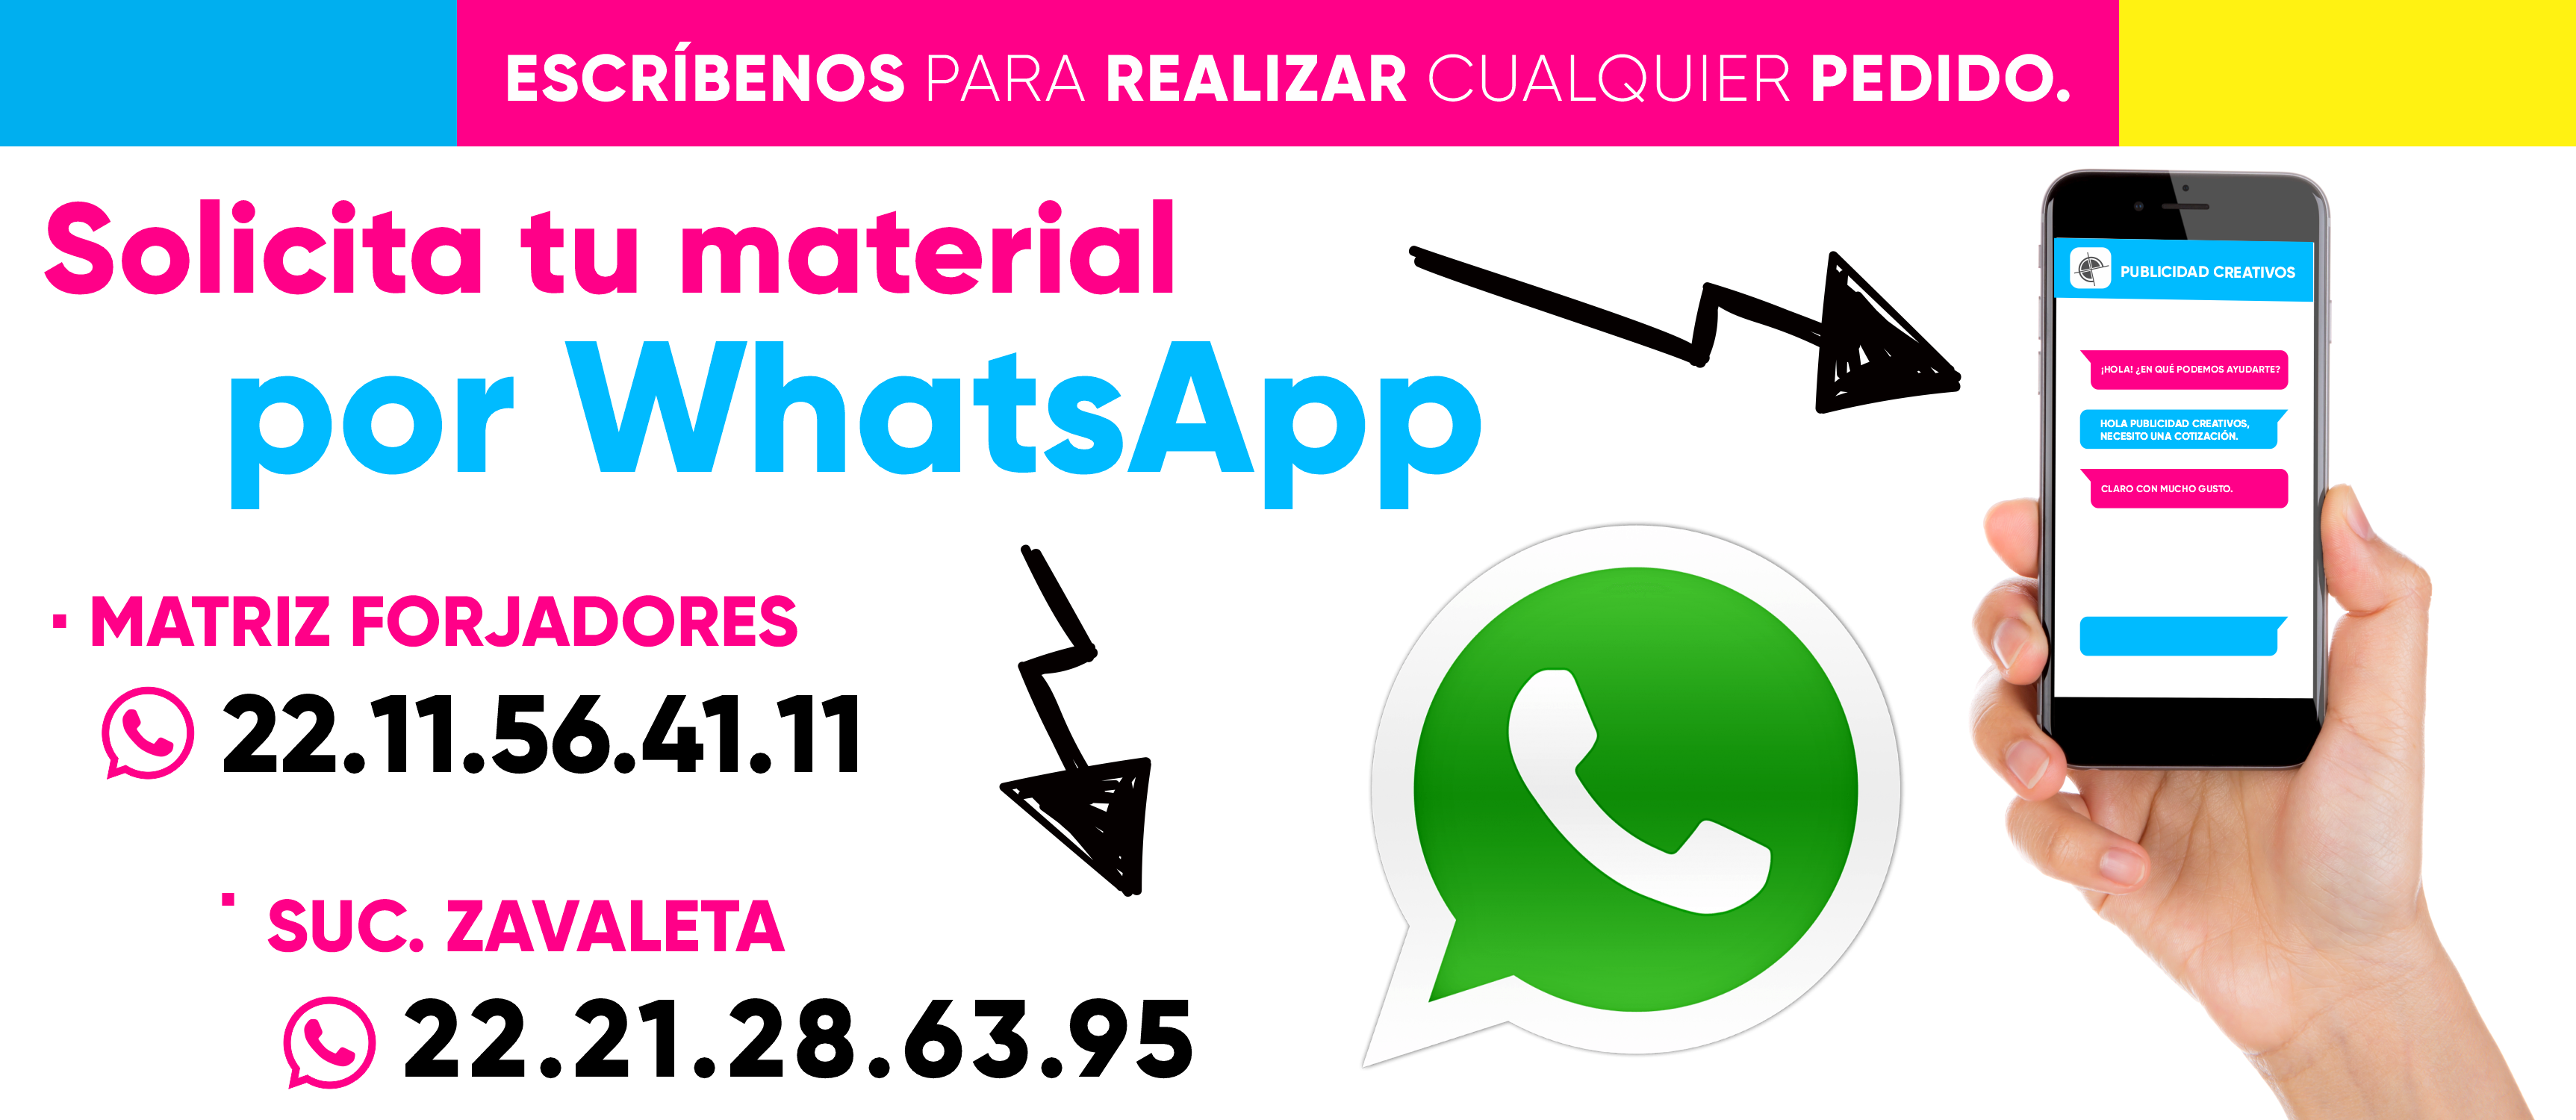 ESCRÍBENOS PARA REALIZAR CUALQUIER PEDIDO.
Solicita tu material
por WhatsApp
· MATRIZ FORJADORES
22.11.56.41.11
· SUC. ZAVALETA
22.21.28.63.95
PUBLICIDAD CREATIVOS
¡HOLA! ¿EN QUÉ PODEMOS AYUDARTE?
HOLA PUBLICIDAD CREATIVOS,
NECESITO UNA COTIZACIÓN.
CLARO CON MUCHO GUSTO.